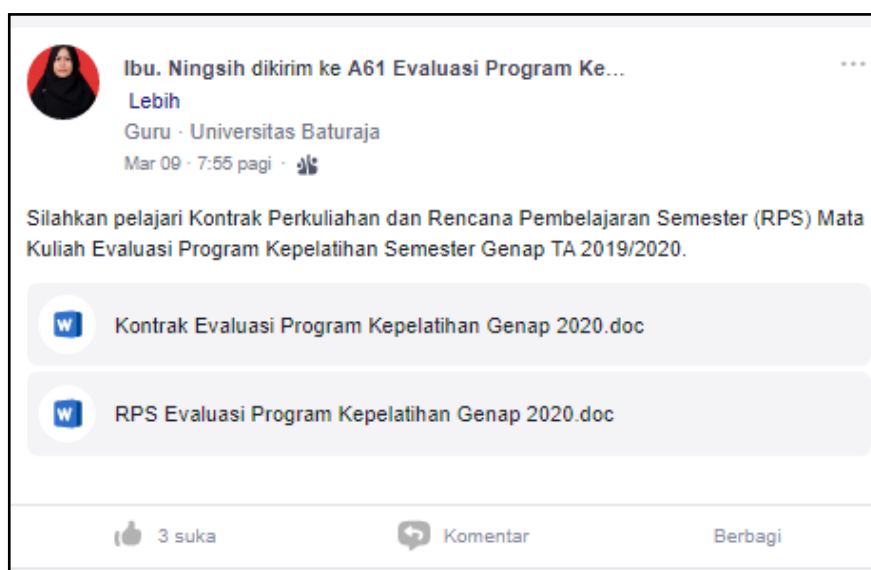 Ibu. Ningsih dikirim ke A61 Evaluasi Program Ke...
Lebih
Guru · Universitas Baturaja
Mar 09 · 7:55 pagi ·
Silahkan pelajari Kontrak Perkuliahan dan Rencana Pembelajaran Semester (RPS) Mata
Kuliah Evaluasi Program Kepelatihan Semester Genap TA 2019/2020.
W Kontrak Evaluasi Program Kepelatihan Genap 2020.doc
W RPS Evaluasi Program Kepelatihan Genap 2020.doc
3 suka Komentar Berbagi